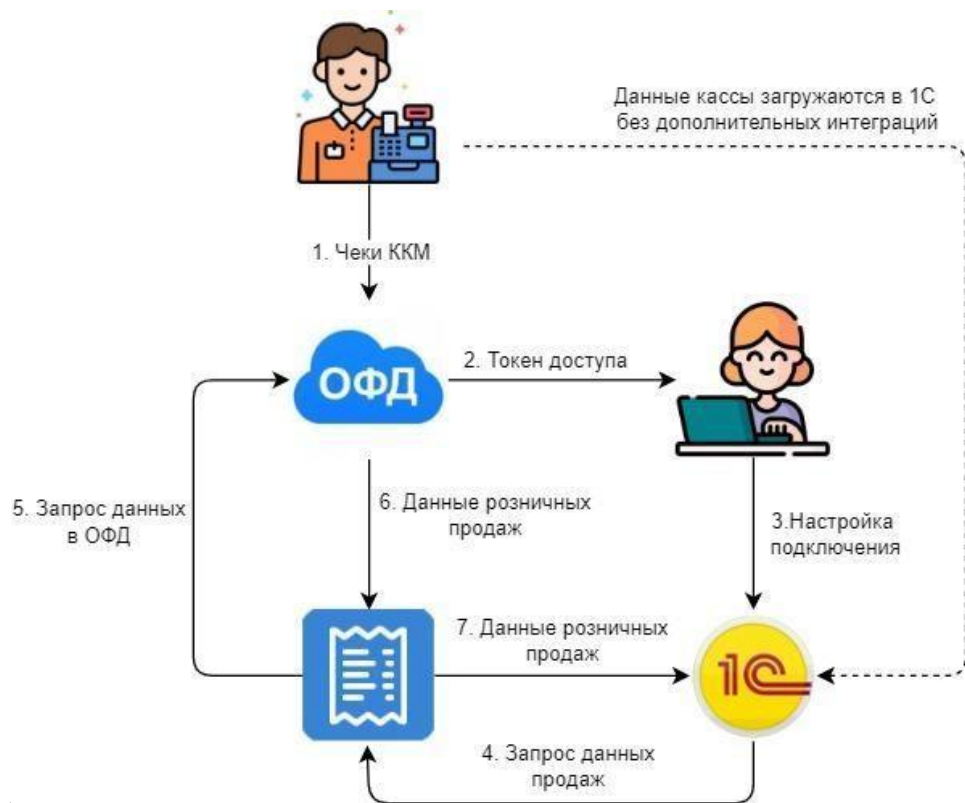 Данные кассы загружаются в 1С
без дополнительных интеграций
1. Чеки ККМ
ОФД
2. Токен доступа
5. Запрос данных
в ОФД
6. Данные розничных
продаж
3.Настройка
подключения
7. Данные розничных
продаж
1С
4. Запрос данных
продаж